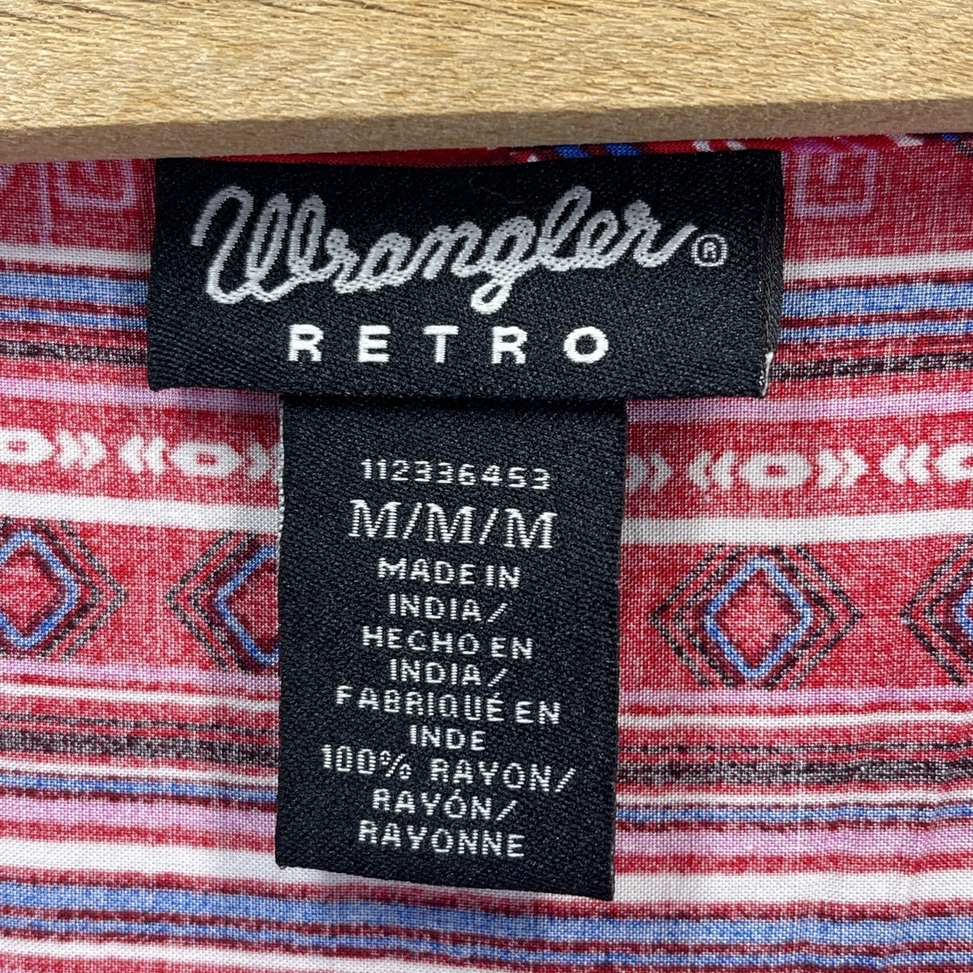 Wrangler®
RETRO
112336453
M/M/M
MADE IN
INDIA/
HECHO EN
INDIA/
FABRIQUÉ EN
INDE
100% RAYON/
RAYÓN/
RAYONNE